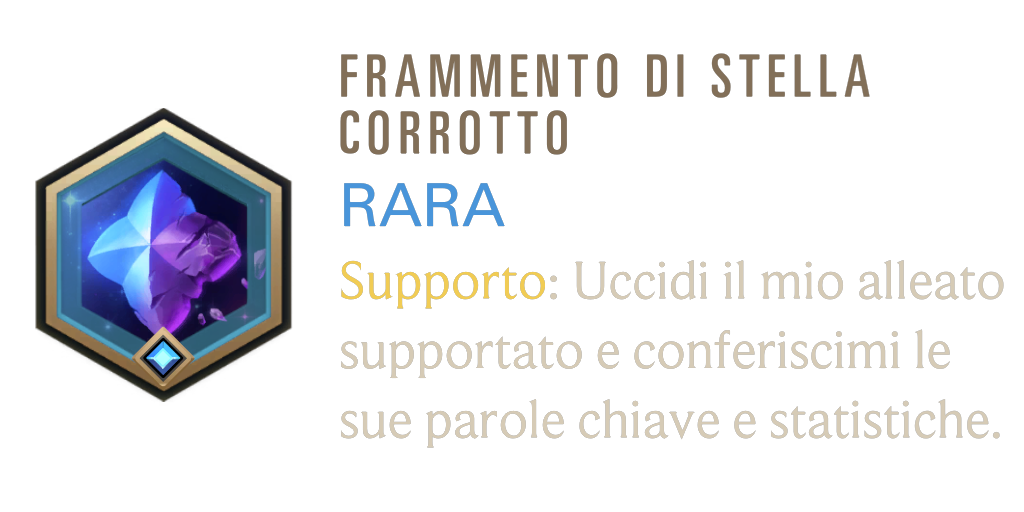 FRAMMENTO DI STELLA
CORROTTO
RARA
Supporto: Uccidi il mio alleato
supportato e conferiscimi le
sue parole chiave e statistiche.